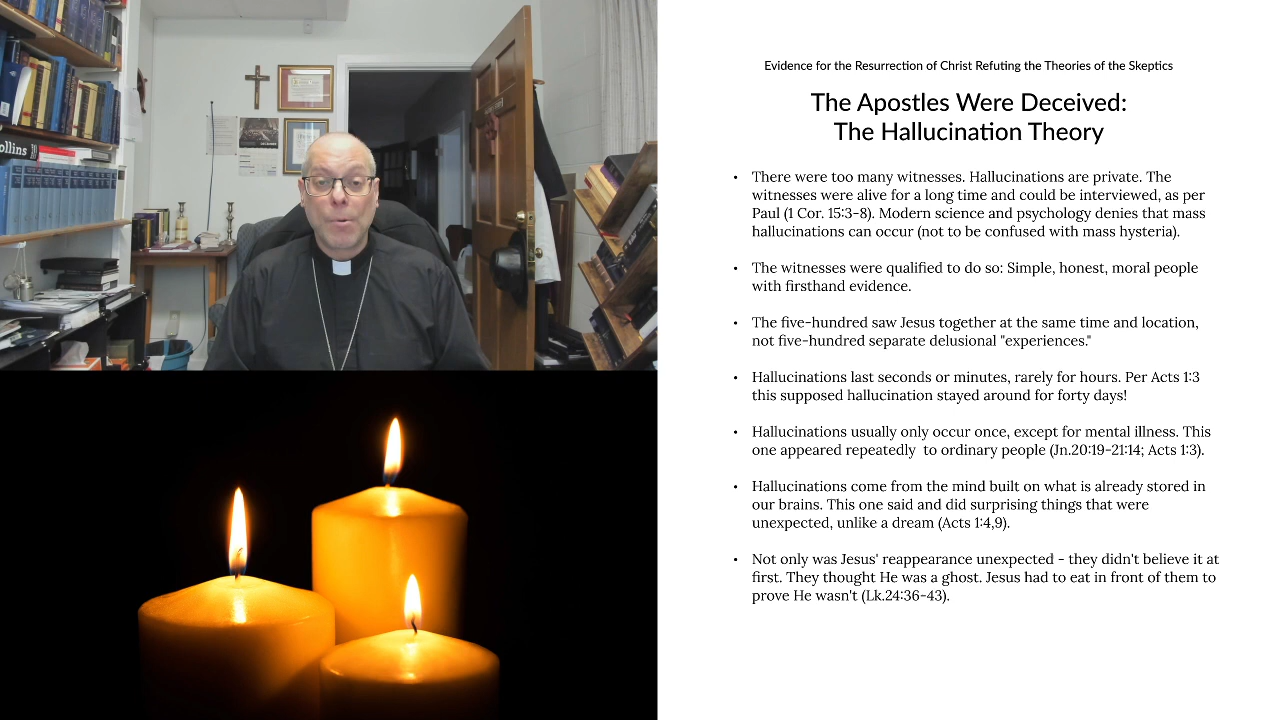 ollins
Evidence for the Resurrection of Christ Refuting the Theories of the Skeptics
The Apostles Were Deceived:
The Hallucination Theory
• There were too many witnesses. Hallucinations are private. The
witnesses were alive for a long time and could be interviewed, as per
Paul (1 Cor. 15:3-8). Modern science and psychology denies that mass
hallucinations can occur (not to be confused with mass hysteria).
• The witnesses were qualified to do so: Simple, honest, moral people
with firsthand evidence.
• The five-hundred saw Jesus together at the same time and location,
not five-hundred separate delusional "experiences."
• Hallucinations last seconds or minutes, rarely for hours. Per Acts 1:3
this supposed hallucination stayed around for forty days!
• Hallucinations usually only occur once, except for mental illness. This
one appeared repeatedly  to ordinary people (Jn.20:19-21:14; Acts 1:3).
• Hallucinations come from the mind built on what is already stored in
our brains. This one said and did surprising things that were
unexpected, unlike a dream (Acts 1:4,9).
• Not only was Jesus' reappearance unexpected - they didn't believe it at
first. They thought He was a ghost. Jesus had to eat in front of them to
prove He wasn't (Lk.24:36-43).